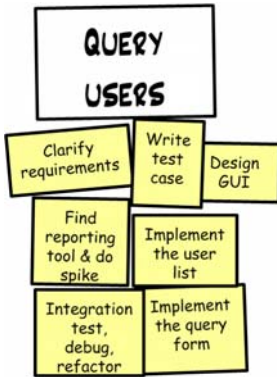 QUERY
USERS
Clarify
requirements
Write
test
case
Design
GUI
Find
reporting
tool & do
spike
Implement
the user
list
Integration
test,
debug,
refactor
Implement
the query
form